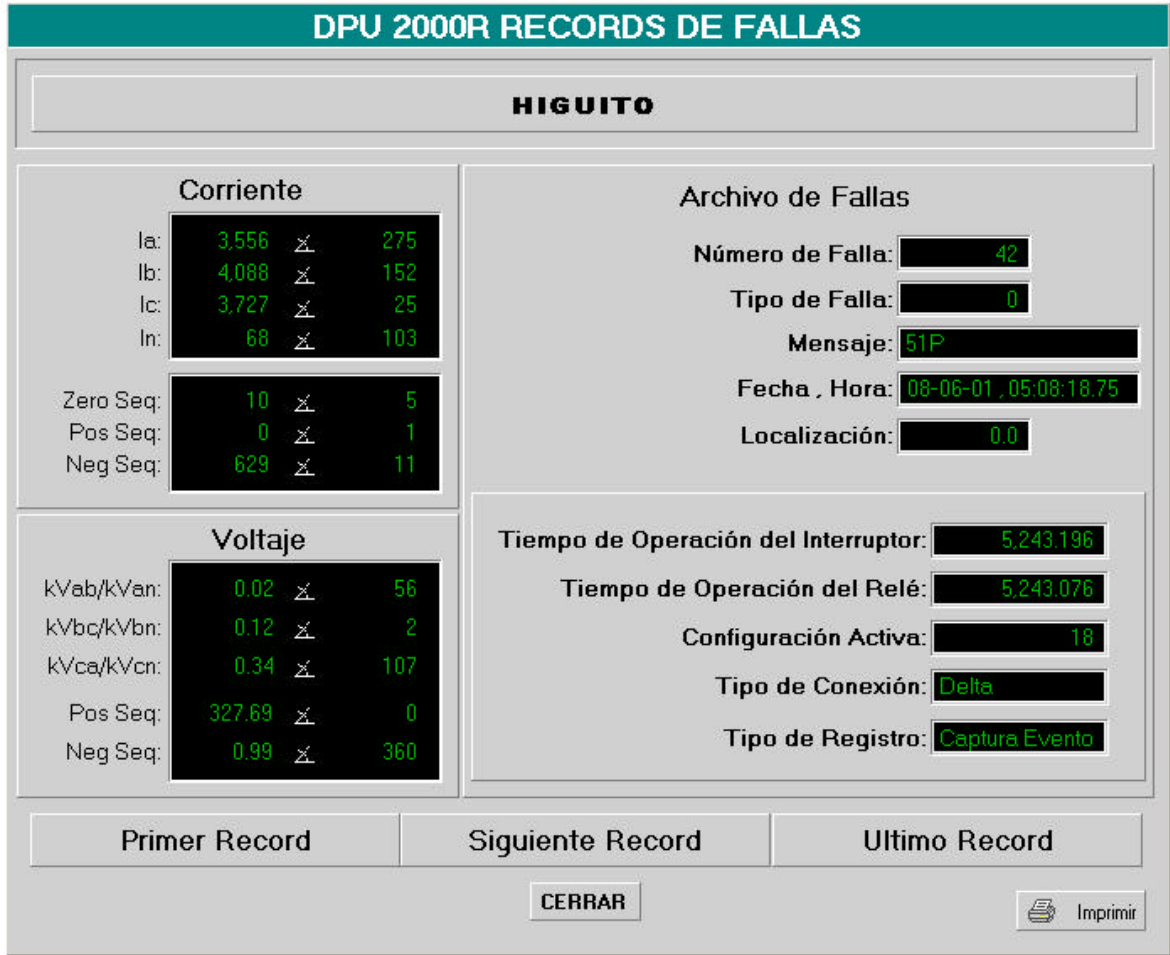 DPU 2000R RECORDS DE FALLAS
HIGUITO
Corriente
Ia: 3,556 275
Ib: 4,088 152
Ic: 3,727 25
In: 68 103
Zero Seq: 10 5
Pos Seq: 0 1
Neg Seq: 629 11
Voltaje
kVab/kVan: 0.02 56
kVbc/kVbn: 0.12 2
kVca/kVcn: 0.34 107
Pos Seq: 327.69 0
Neg Seq: 0.99 360
Archivo de Fallas
Número de Falla: 42
Tipo de Falla: 0
Mensaje: 51P
Fecha , Hora: 08-06-01 , 05:08:18.75
Localización: 0.0
Tiempo de Operación del Interruptor: 5,243.196
Tiempo de Operación del Relé: 5,243.076
Configuración Activa: 18
Tipo de Conexión: Delta
Tipo de Registro: Captura Evento
Primer Record
Siguiente Record
Ultimo Record
CERRAR
Imprimir